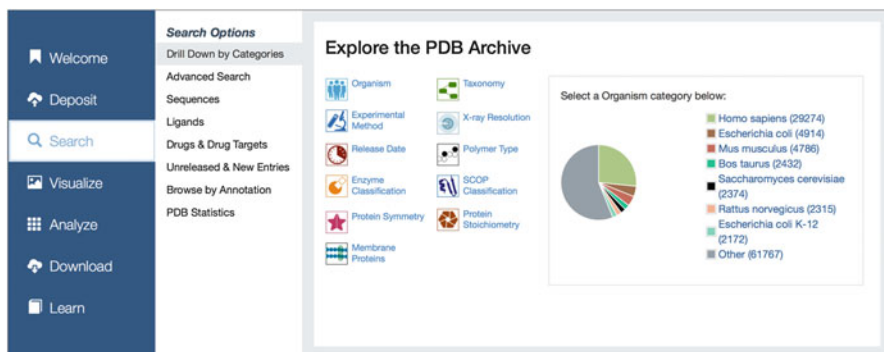 Welcome
Deposit
Search
Visualize
Analyze
Download
Learn
Search Options
Drill Down by Categories
Advanced Search
Sequences
Ligands
Drugs & Drug Targets
Unreleased & New Entries
Browse by Annotation
PDB Statistics
Explore the PDB Archive
Organism
Taxonomy
Experimental
Method
X-ray Resolution
Release Date
Polymer Type
Enzyme
Classification
SCOP
Classification
Protein Symmetry
Protein
Stoichiometry
Membrane
Proteins
Select a Organism category below:
Homo sapiens (29274)
Escherichia coli (4914)
Mus musculus (4786)
Bos taurus (2432)
Saccharomyces cerevisiae
(2374)
Rattus norvegicus (2315)
Escherichia coli K-12
(2172)
Other (61767)